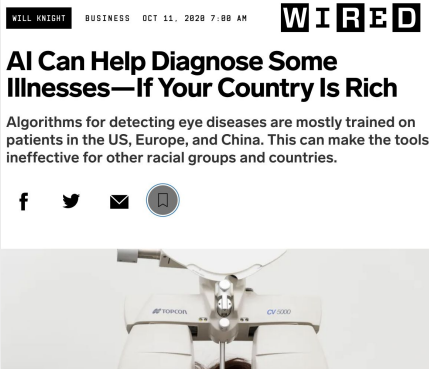 WILL KNIGHT BUSINESS OCT 11, 2020 7:00 AM WIRED
AI Can Help Diagnose Some
Illnesses—If Your Country Is Rich
Algorithms for detecting eye diseases are mostly trained on
patients in the US, Europe, and China. This can make the tools
ineffective for other racial groups and countries.
TOPCON CV5000